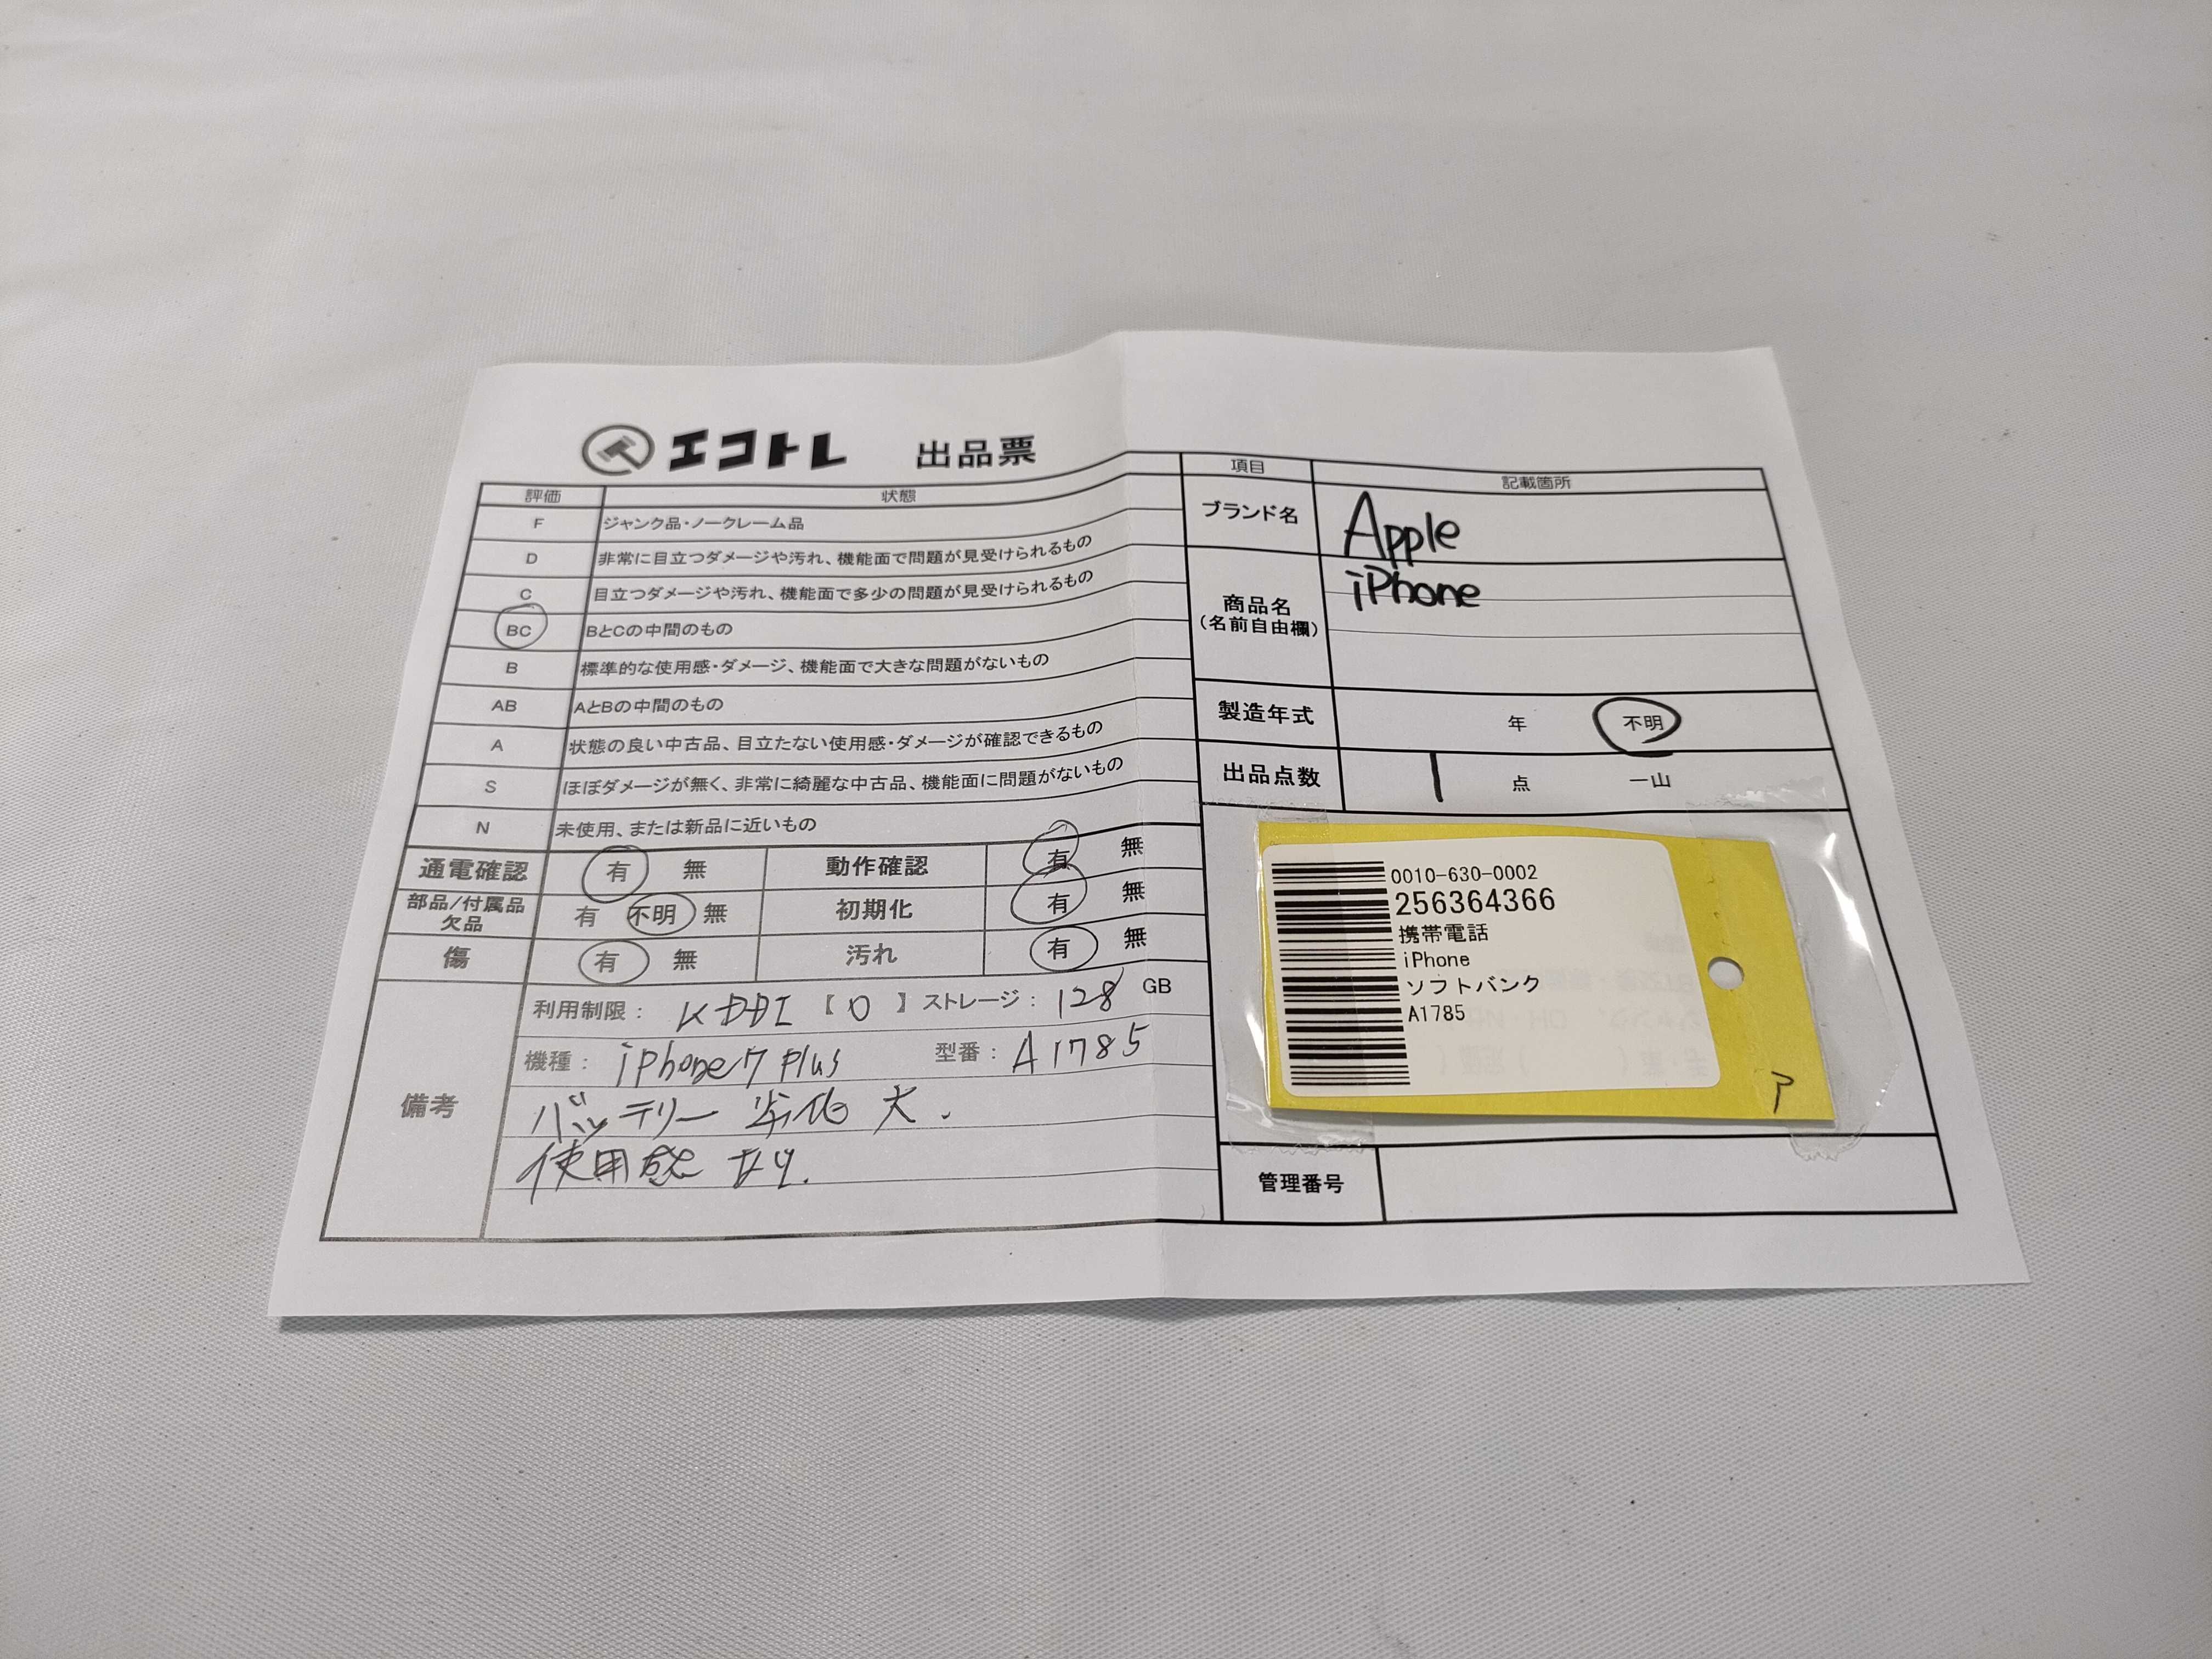 エコトレ 出品票
評価 状態
F ジャンク品・ノークレーム品
D 非常に目立つダメージや汚れ、機能面で問題が見受けられるもの
C 目立つダメージや汚れ、機能面で多少の問題が見受けられるもの
BC BとCの中間のもの
B 標準的な使用感・ダメージ、機能面で大きな問題がないもの
AB AとBの中間のもの
A 状態の良い中古品、目立たない使用感・ダメージが確認できるもの
S ほぼダメージが無く、非常に綺麗な中古品、機能面に問題がないもの
N 未使用、または新品に近いもの
通電確認 有 無 動作確認 有 無
部品/付属品
欠品 有 不明 無 初期化 有 無
傷 有 無 汚れ 有 無
備考
利用制限: KDDI 【 O 】 ストレージ: 128 GB
機種: iPhone7 Plus 型番: A1785
バッテリー 劣化 大.
使用感 あり.
項目 記載箇所
ブランド名 Apple
商品名
(名前自由欄) iPhone
製造年式 年 不明
出品点数 1 点 一山
0010-630-0002
256364366
携帯電話
iPhone
ソフトバンク
A1785
ア
管理番号